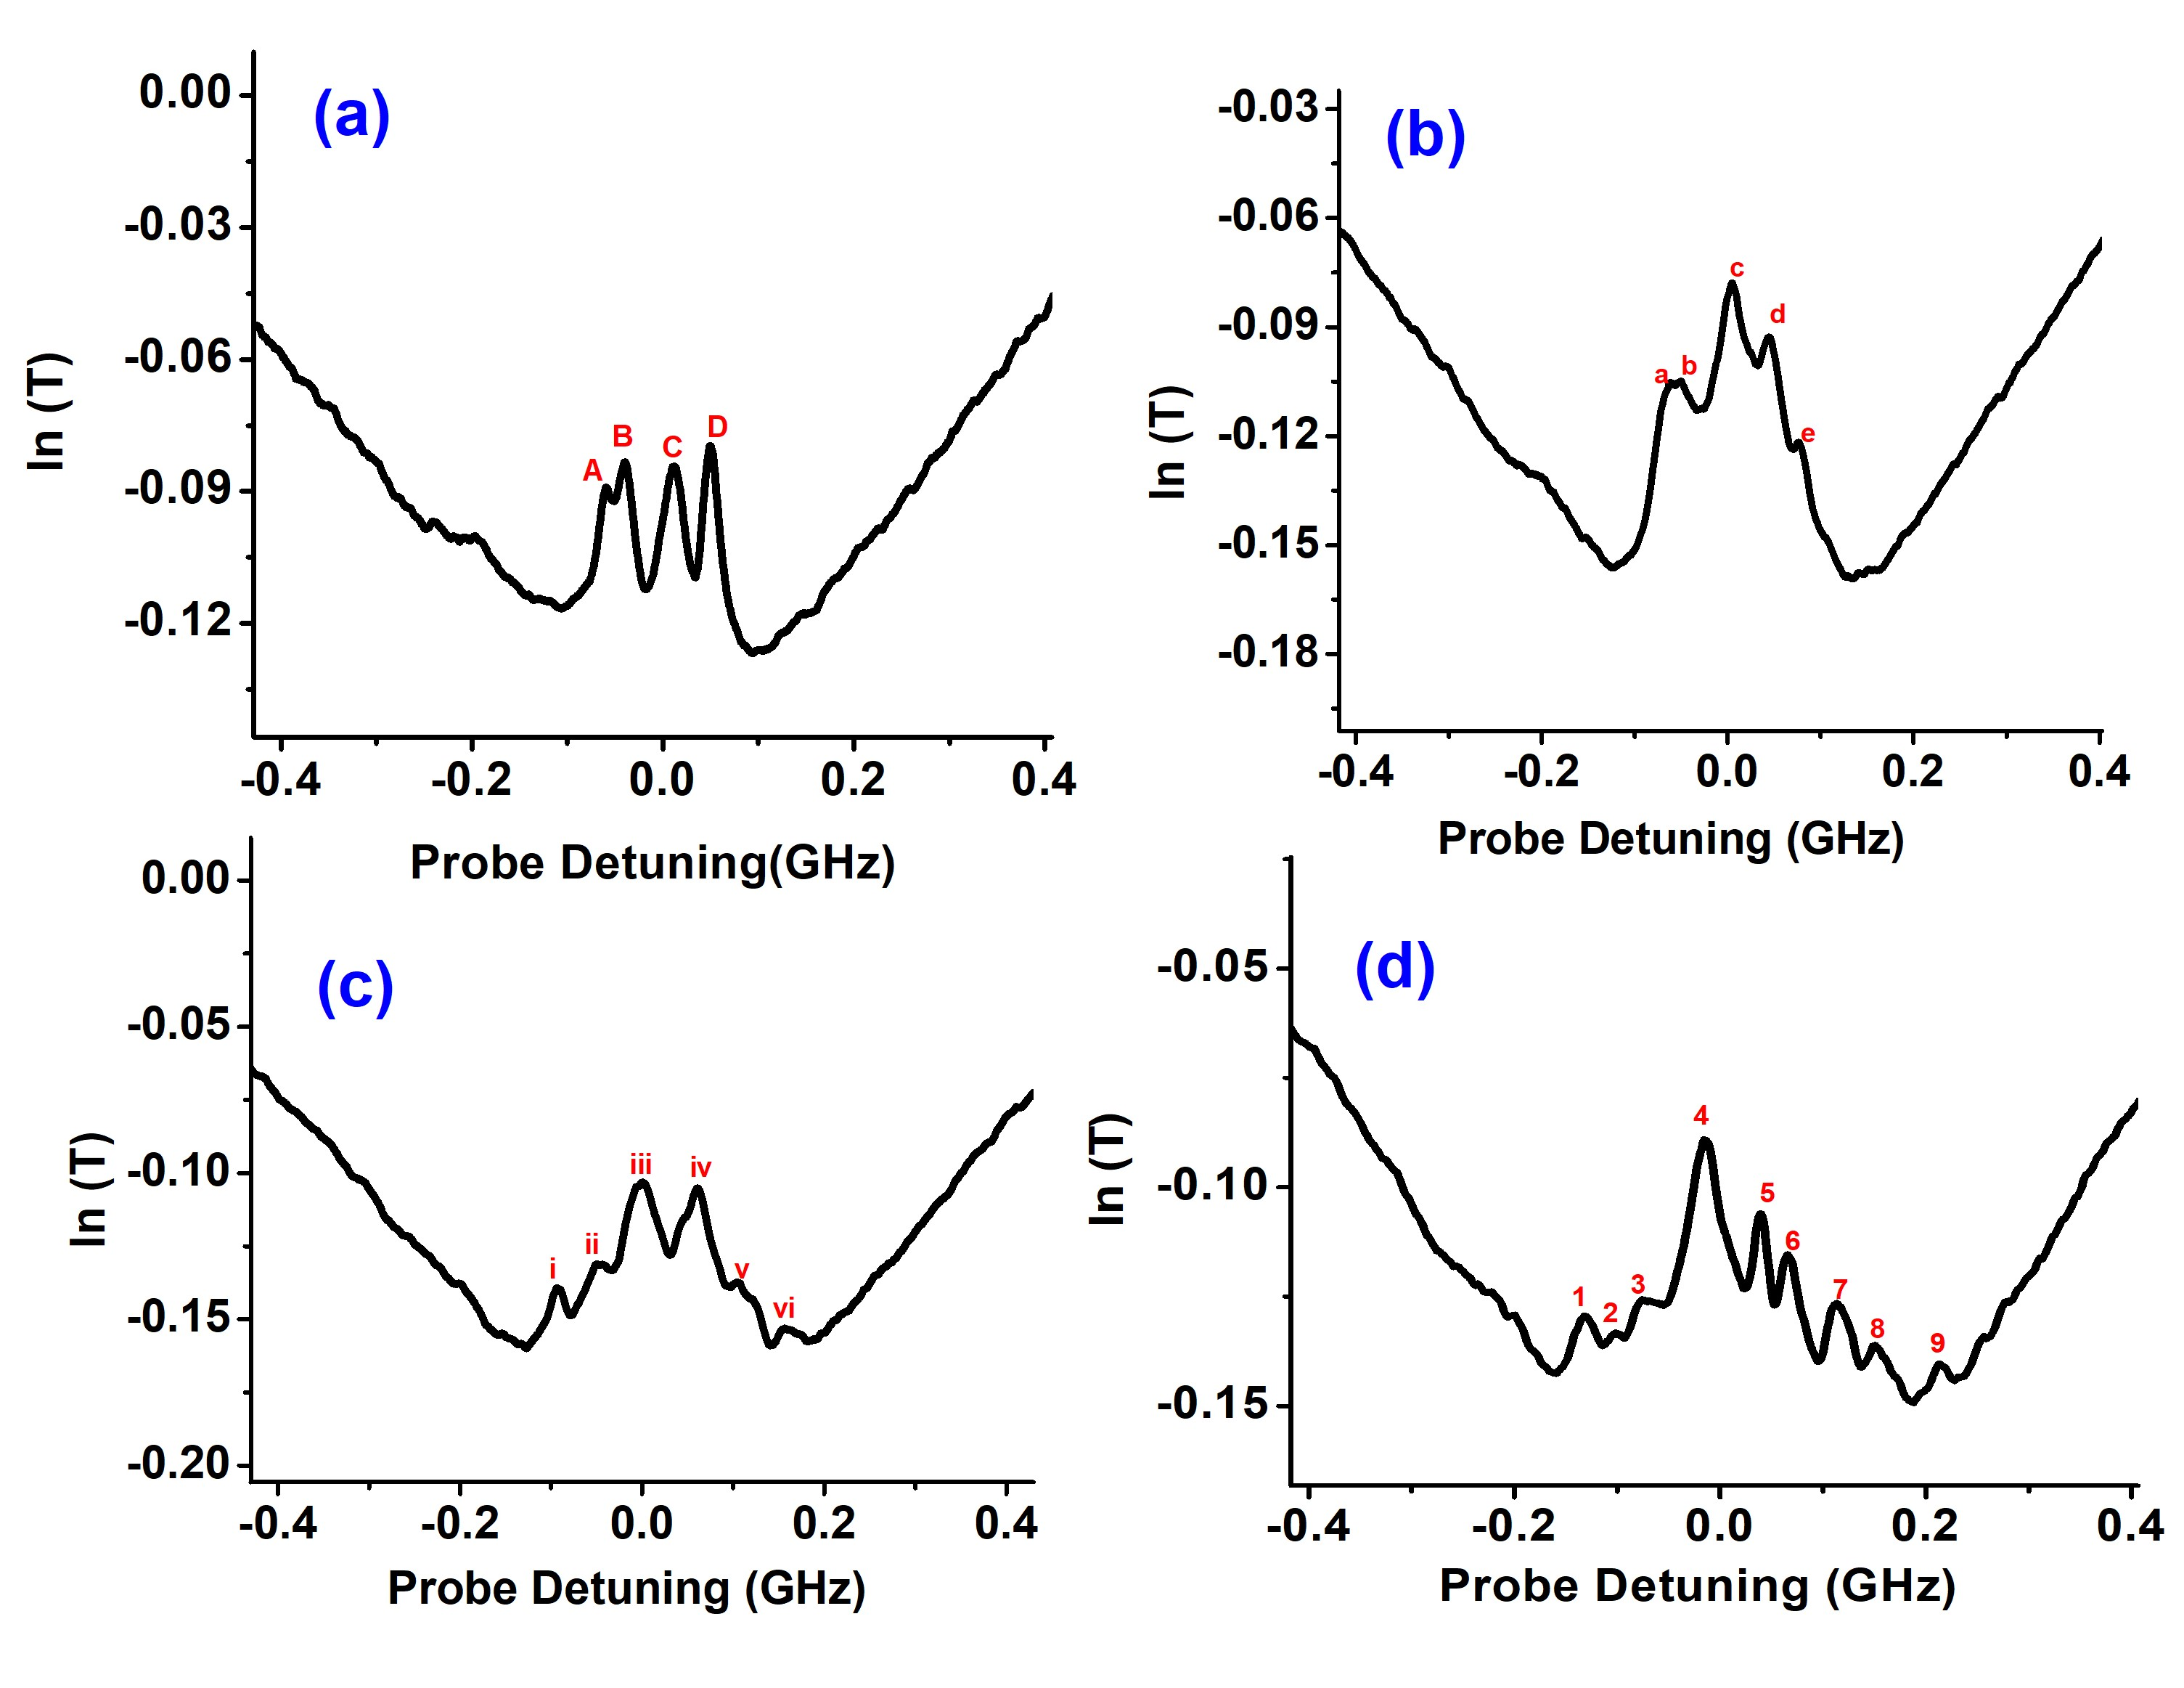 (a)
0.00
-0.03
-0.06
-0.09
-0.12
ln (T)
A B C D
-0.4 -0.2 0.0 0.2 0.4
Probe Detuning(GHz)
(b)
-0.03
-0.06
-0.09
-0.12
-0.15
-0.18
ln (T)
a b c d e
-0.4 -0.2 0.0 0.2 0.4
Probe Detuning (GHz)
(c)
0.00
-0.05
-0.10
-0.15
-0.20
ln (T)
i ii iii iv v vi
-0.4 -0.2 0.0 0.2 0.4
Probe Detuning (GHz)
(d)
-0.05
-0.10
-0.15
ln (T)
1 2 3 4 5 6 7 8 9
-0.4 -0.2 0.0 0.2 0.4
Probe Detuning (GHz)